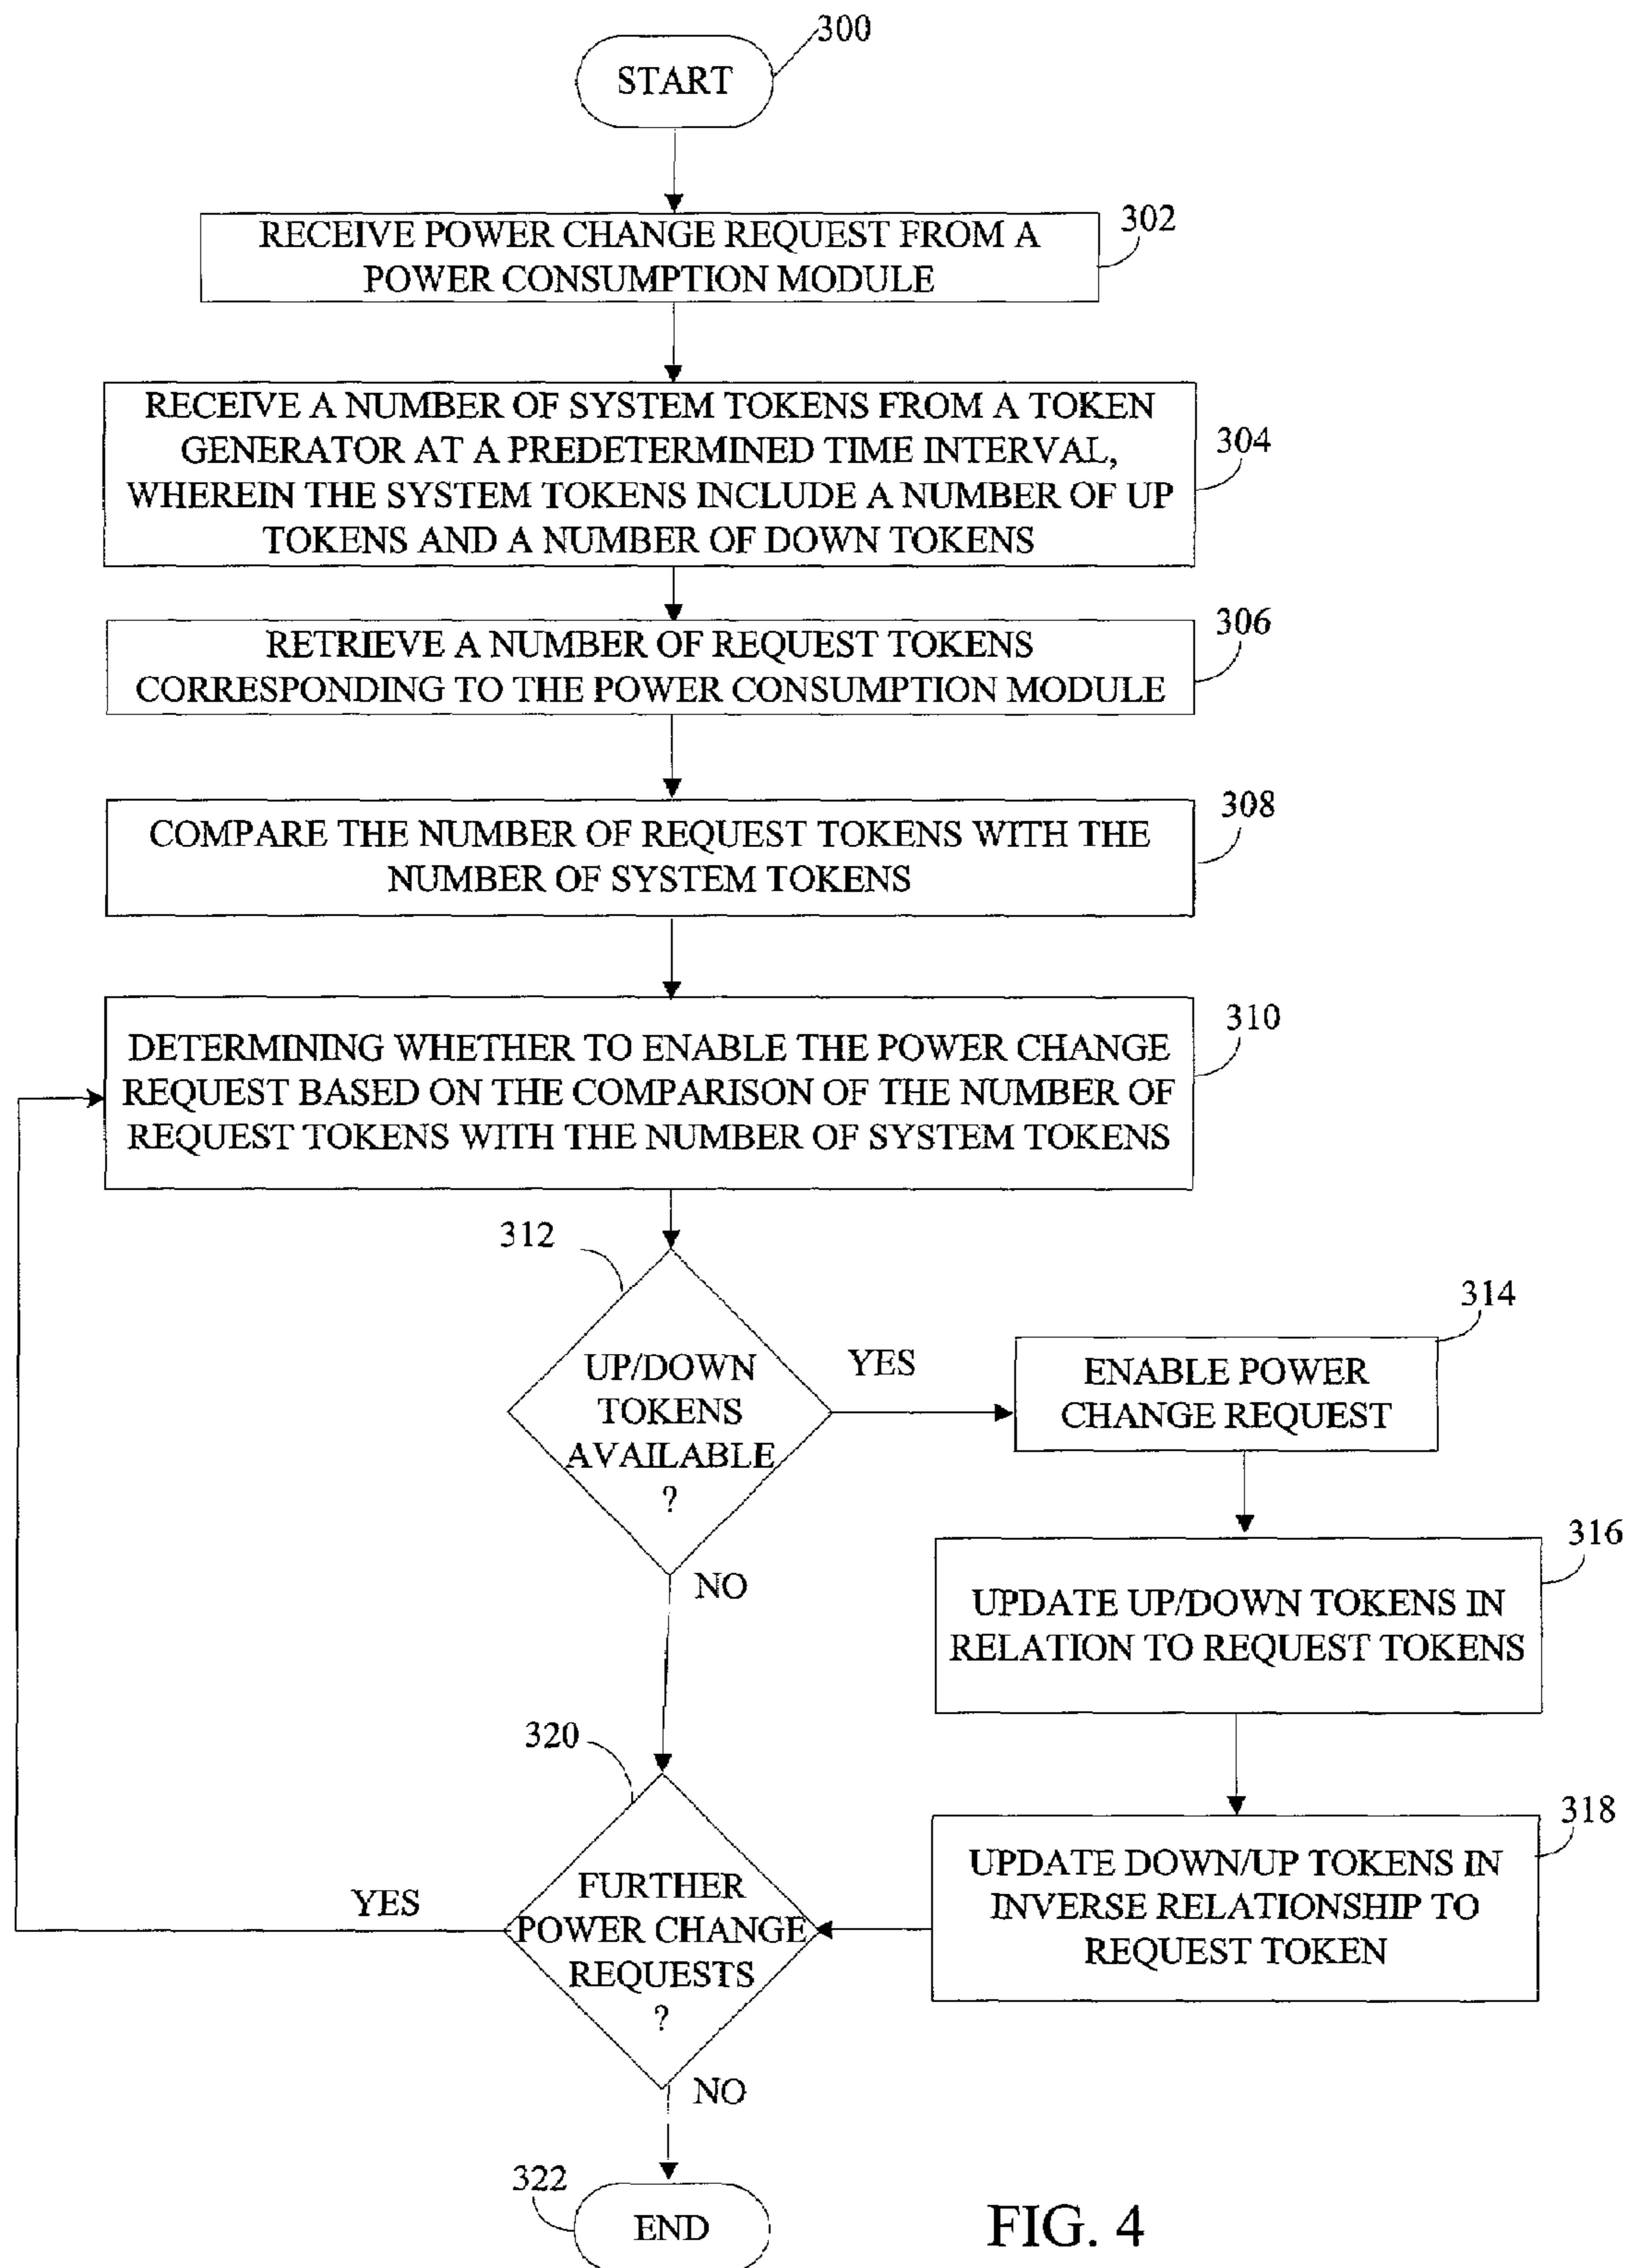 300
START
302
RECEIVE POWER CHANGE REQUEST FROM A
POWER CONSUMPTION MODULE
RECEIVE A NUMBER OF SYSTEM TOKENS FROM A TOKEN
GENERATOR AT A PREDETERMINED TIME INTERVAL,
WHEREIN THE SYSTEM TOKENS INCLUDE A NUMBER OF UP
TOKENS AND A NUMBER OF DOWN TOKENS
304
306
RETRIEVE A NUMBER OF REQUEST TOKENS
CORRESPONDING TO THE POWER CONSUMPTION MODULE
308
COMPARE THE NUMBER OF REQUEST TOKENS WITH THE
NUMBER OF SYSTEM TOKENS
310
DETERMINING WHETHER TO ENABLE THE POWER CHANGE
REQUEST BASED ON THE COMPARISON OF THE NUMBER OF
REQUEST TOKENS WITH THE NUMBER OF SYSTEM TOKENS
312
UP/DOWN
TOKENS
AVAILABLE
?
YES
314
ENABLE POWER
CHANGE REQUEST
NO
316
UPDATE UP/DOWN TOKENS IN
RELATION TO REQUEST TOKENS
318
UPDATE DOWN/UP TOKENS IN
INVERSE RELATIONSHIP TO
REQUEST TOKEN
320
FURTHER
POWER CHANGE
REQUESTS
?
YES
NO
322
END
FIG. 4